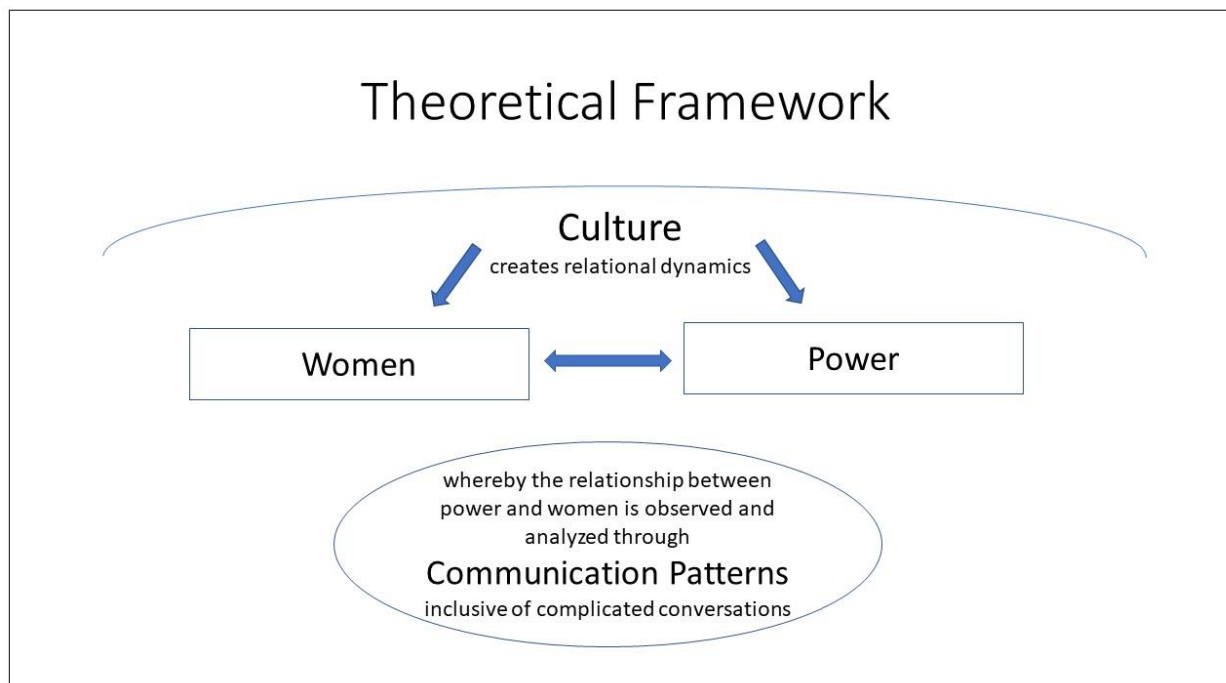 Theoretical Framework
Culture
creates relational dynamics
Women
Power
whereby the relationship between
power and women is observed and
analyzed through
Communication Patterns
inclusive of complicated conversations